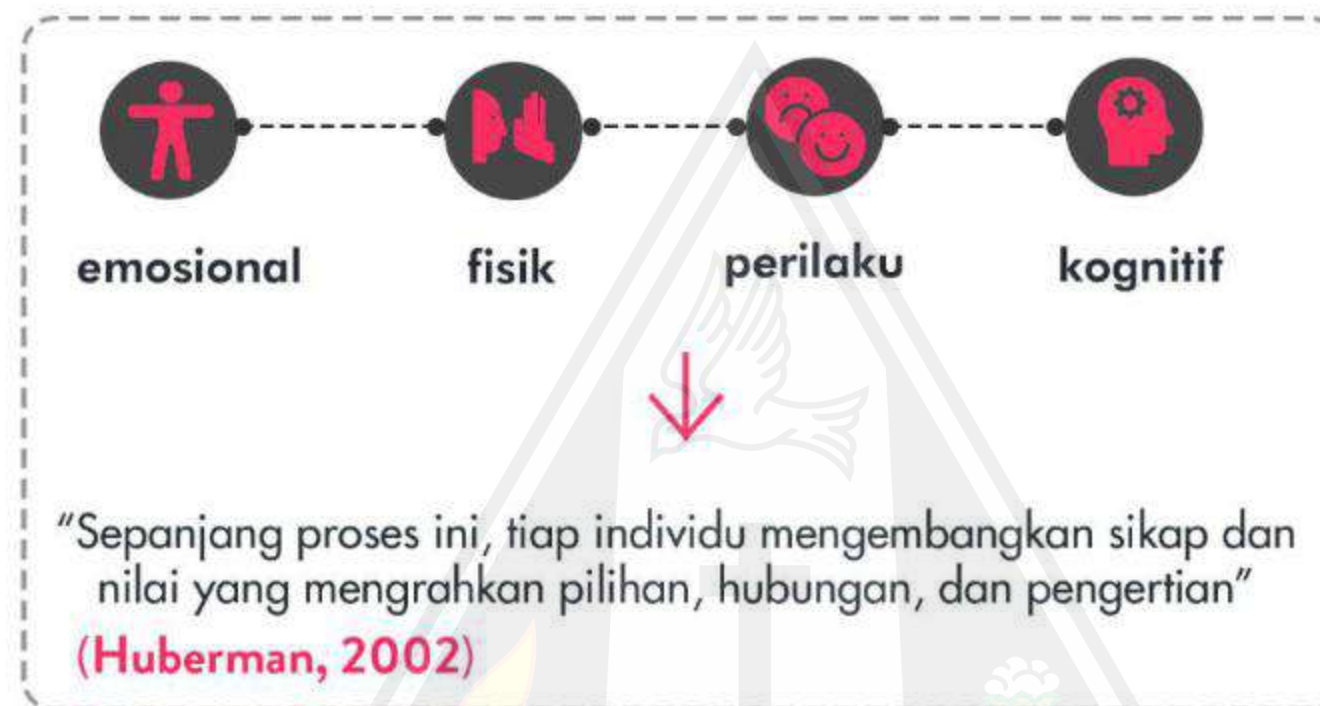 emosional
fisik
perilaku
kognitif
"Sepanjang proses ini, tiap individu mengembangkan sikap dan
nilai yang mengrahkan pilihan, hubungan, dan pengertian"
(Huberman, 2002)